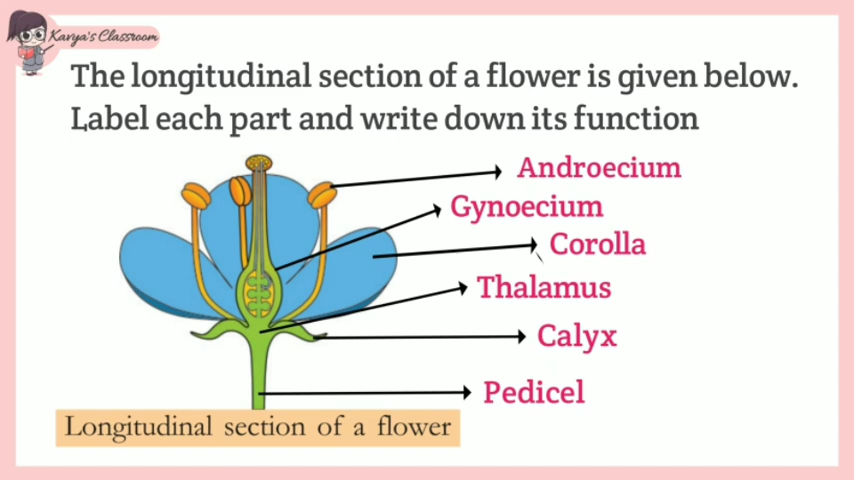 Kavya's Classroom
The longitudinal section of a flower is given below.
Label each part and write down its function
Androecium
Gynoecium
Corolla
Thalamus
Calyx
Pedicel
Longitudinal section of a flower